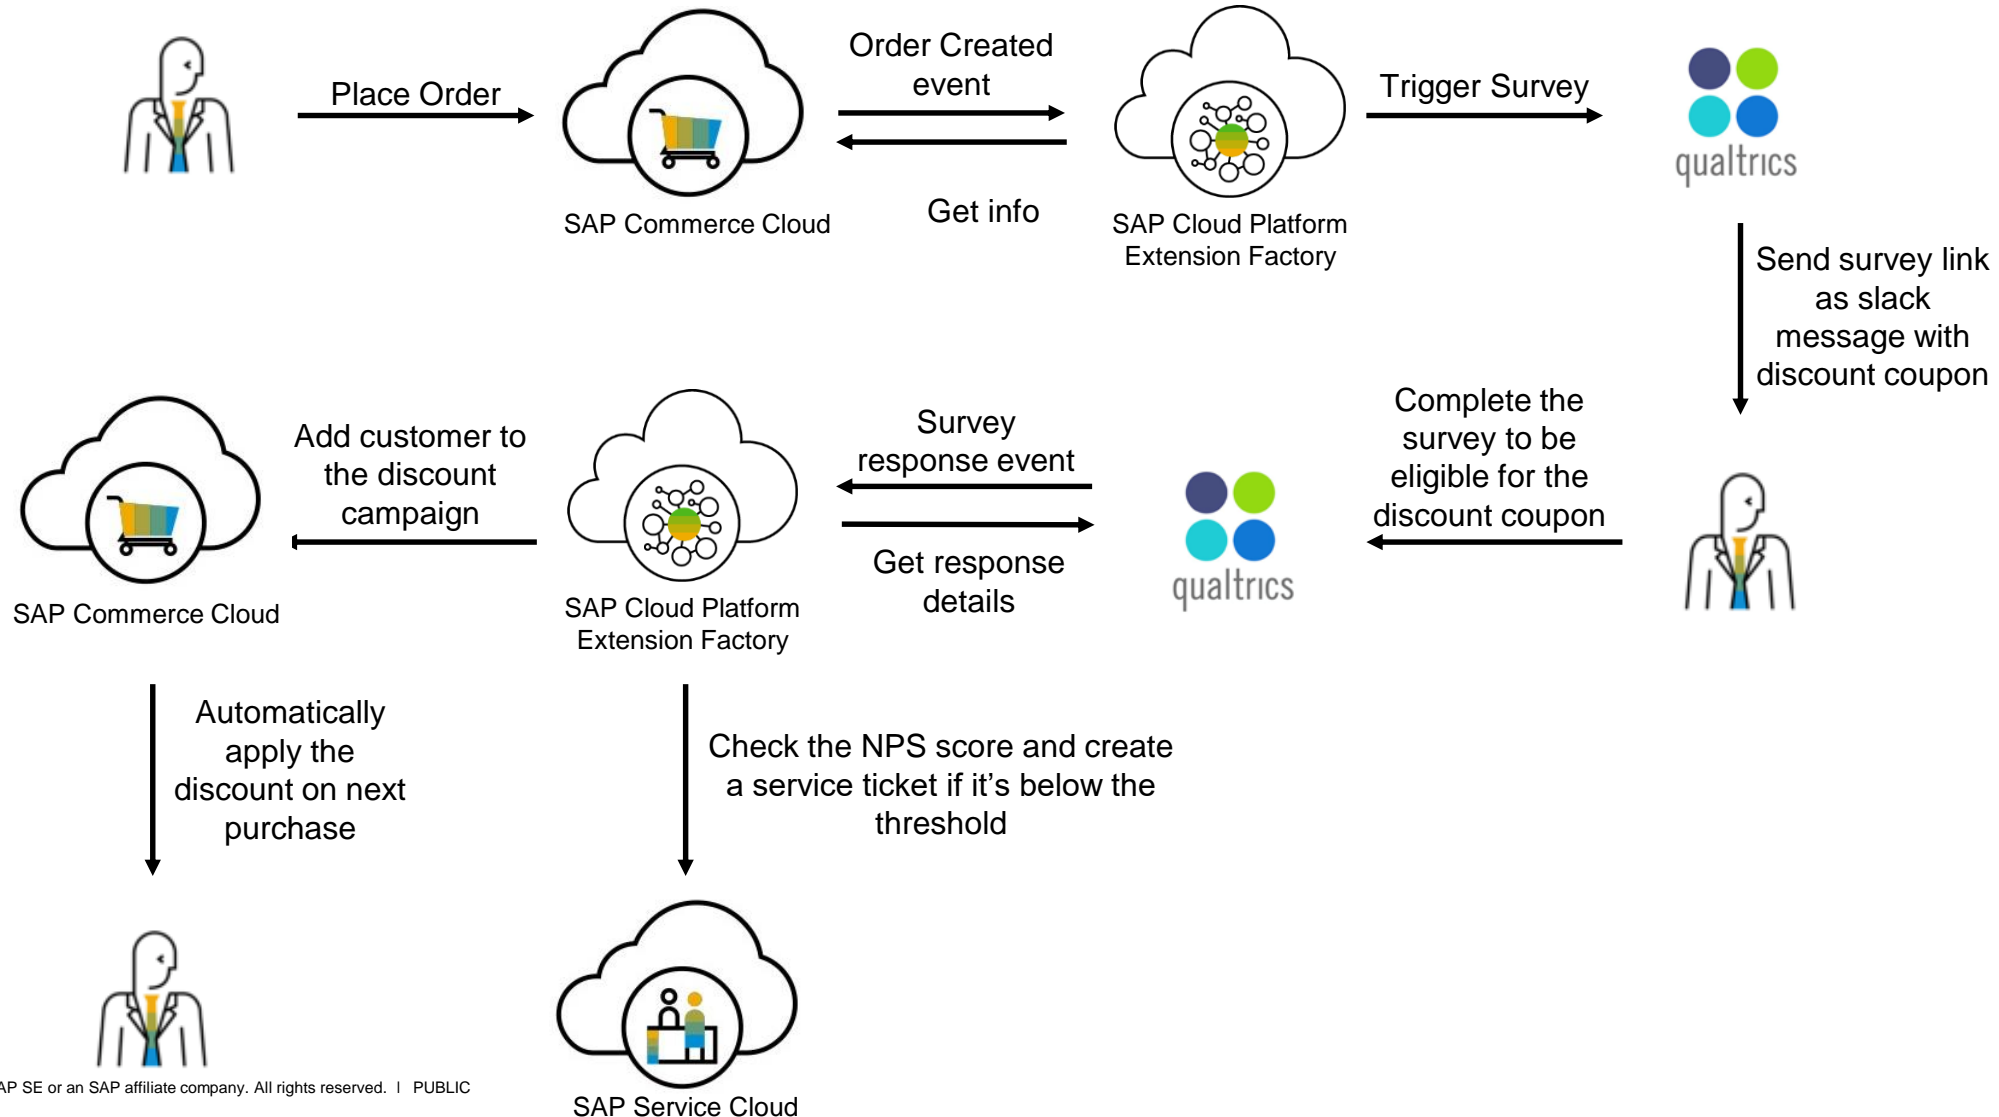 Place Order
SAP Commerce Cloud
Order Created
event
Get info
SAP Cloud Platform
Extension Factory
Trigger Survey
qualtrics
Send survey link
as slack
message with
discount coupon
Complete the
survey to be
eligible for the
discount coupon
qualtrics
Survey
response event
Get response
details
SAP Cloud Platform
Extension Factory
Add customer to
the discount
campaign
SAP Commerce Cloud
Automatically
apply the
discount on next
purchase
Check the NPS score and create
a service ticket if it’s below the
threshold
SAP Service Cloud
AP SE or an SAP affiliate company. All rights reserved. ǀ PUBLIC